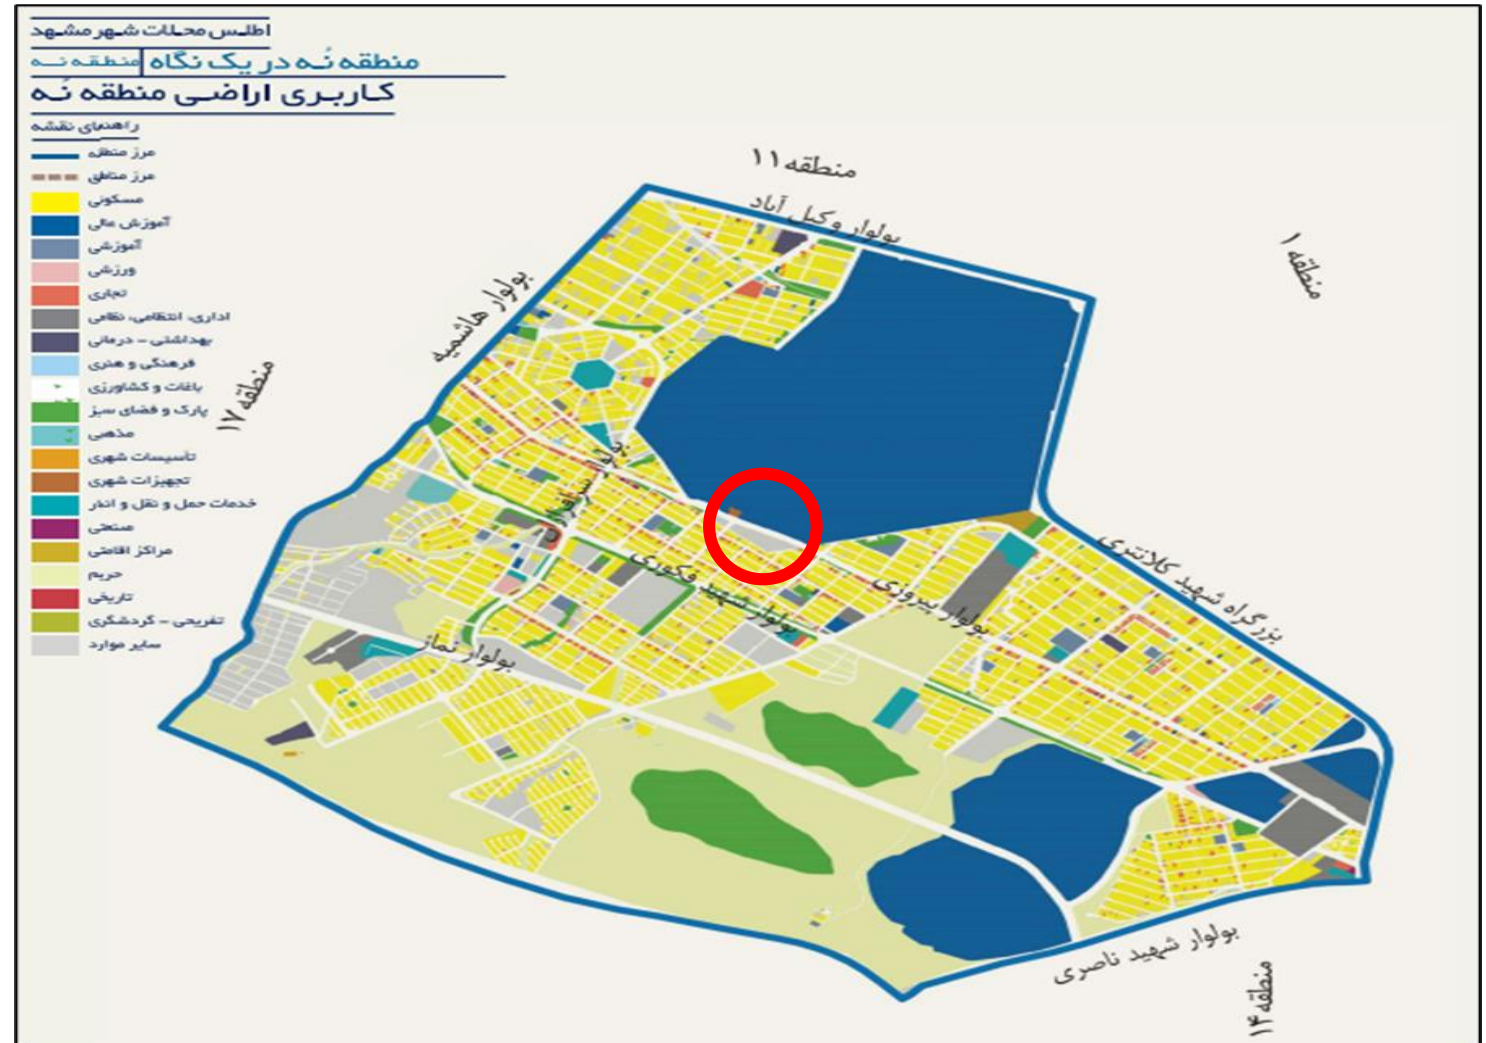 اطلس محلات شهر مشهد
منطقه نُه در یک نگاه | منطقه نه
کاربری اراضی منطقه نُه
راهنمای نقشه
مرز منطقه
مرز مناطق
مسکونی
آموزش عالی
آموزشی
ورزشی
تجاری
اداری، انتظامی، نظامی
بهداشتی - درمانی
فرهنگی و هنری
باغات و کشاورزی
پارک و فضای سبز
مذهبی
تأسیسات شهری
تجهیزات شهری
خدمات حمل و نقل و انبار
صنعتی
مراکز اقامتی
حریم
تاریخی
تفریحی - گردشگری
سایر موارد
منطقه ۱۱
بولوار وکیل آباد
منطقه ۱
بولوار هاشمیه
منطقه ۱۷
بولوار سرافرازان
بولوار شهید فکوری
بولوار پیروزی
بزرگراه شهید کلانتری
بولوار نماز
بولوار شهید ناصری
منطقه ۱۴